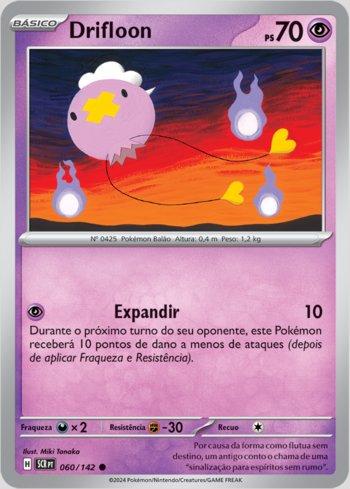 BÁSICO
Drifloon
PS 70
Nº 0425 Pokémon Balão Altura: 0,4 m Peso: 1,2 kg
Expandir 10
Durante o próximo turno do seu oponente, este Pokémon
receberá 10 pontos de dano a menos de ataques (depois
de aplicar Fraqueza e Resistência).
Fraqueza ×2 Resistência -30 Recuo
Ilust. Miki Tanaka
H SCR PT 060/142
Por causa da forma como flutua sem
destino, um antigo conto a chama de uma
“sinalização para espíritos sem rumo”.
©2024 Pokémon/Nintendo/Creatures/GAME FREAK